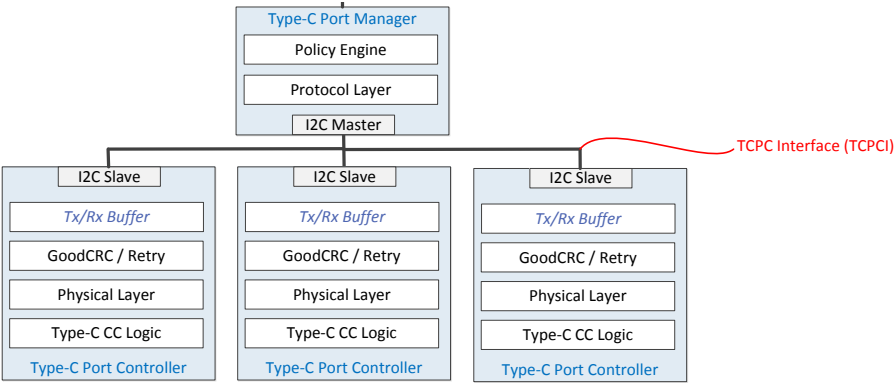 Type-C Port Manager
Policy Engine
Protocol Layer
I2C Master
TCPC Interface (TCPCI)
I2C Slave
Tx/Rx Buffer
GoodCRC / Retry
Physical Layer
Type-C CC Logic
Type-C Port Controller
I2C Slave
Tx/Rx Buffer
GoodCRC / Retry
Physical Layer
Type-C CC Logic
Type-C Port Controller
I2C Slave
Tx/Rx Buffer
GoodCRC / Retry
Physical Layer
Type-C CC Logic
Type-C Port Controller